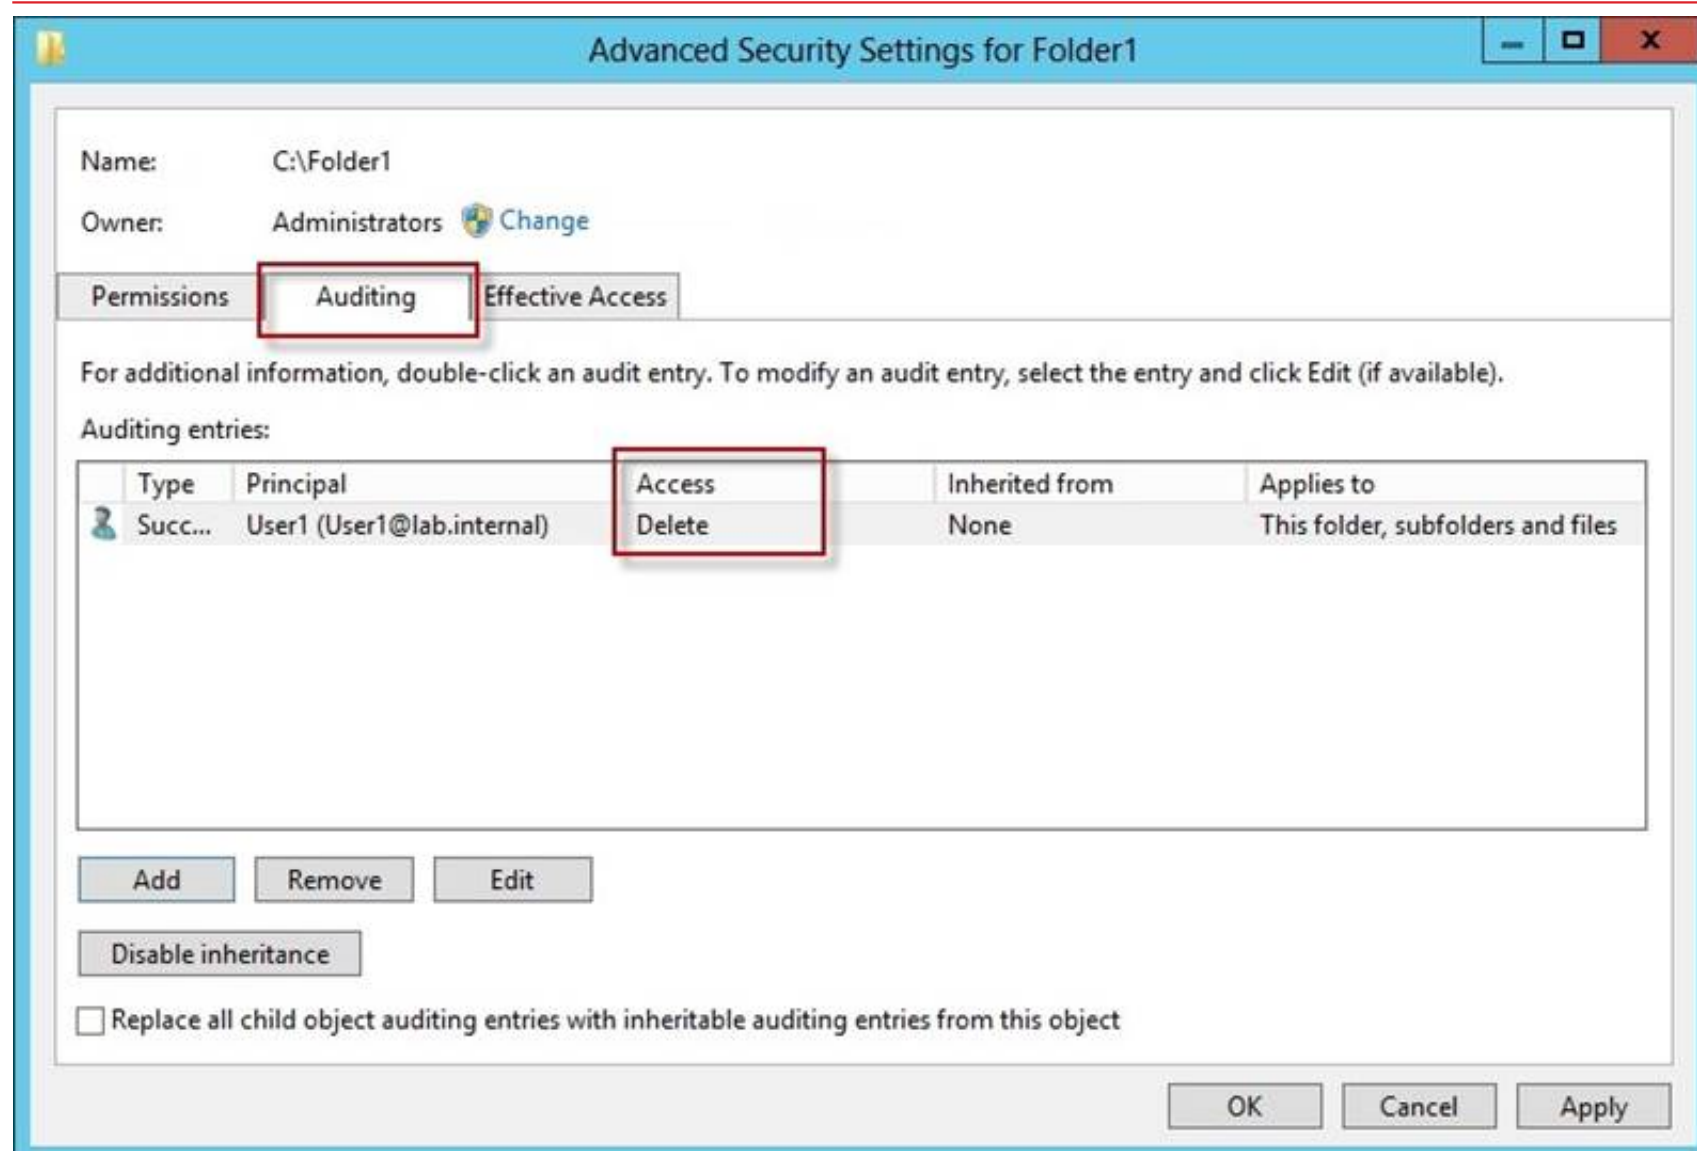 Advanced Security Settings for Folder1
Name: C:\Folder1
Owner: Administrators Change
Permissions Auditing Effective Access
For additional information, double-click an audit entry. To modify an audit entry, select the entry and click Edit (if available).
Auditing entries:
Type Principal Access Inherited from Applies to
Succ... User1 (User1@lab.internal) Delete None This folder, subfolders and files
Add Remove Edit
Disable inheritance
Replace all child object auditing entries with inheritable auditing entries from this object
OK Cancel Apply